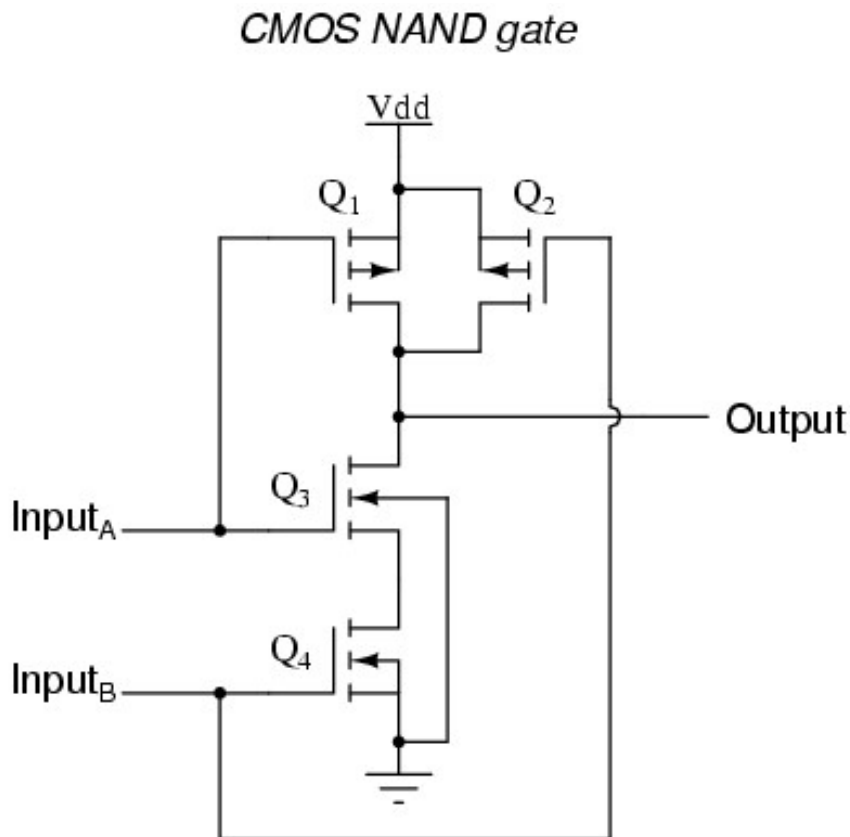 CMOS NAND gate
Vdd
Q1
Q2
Output
Q3
InputA
Q4
InputB